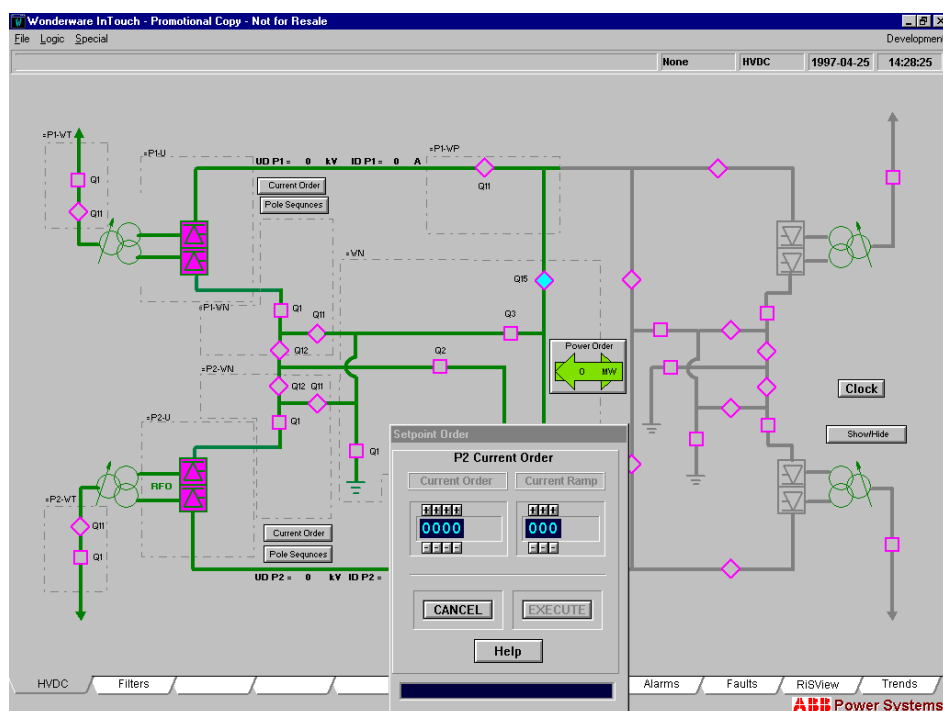 Wonderware InTouch - Promotional Copy - Not for Resale
File Logic Special
Development
None
HVDC
1997-04-25
14:28:25
=P1-WT
=P1-U
UD P1 = 0 kV ID P1 = 0 A
=P1-WP
Q1
Current Order
Q11
Q11
Pole Sequnces
=WN
Q15
=P1-WN
Q1
Q11
Q3
Q12
Q2
Power Order
0 MW
=P2-WN
Q12
Q11
Clock
=P2-U
Q1
Setpoint Order
Show/Hide
Q1
P2 Current Order
Current Order
Current Ramp
RFO
=P2-WT
++++
+++
0000
000
Q11
Current Order
----
---
Q1
Pole Sequnces
UD P2 = 0 kV ID P2 =
CANCEL
EXECUTE
Help
HVDC
Filters
Alarms
Faults
RiSView
Trends
ABB Power Systems